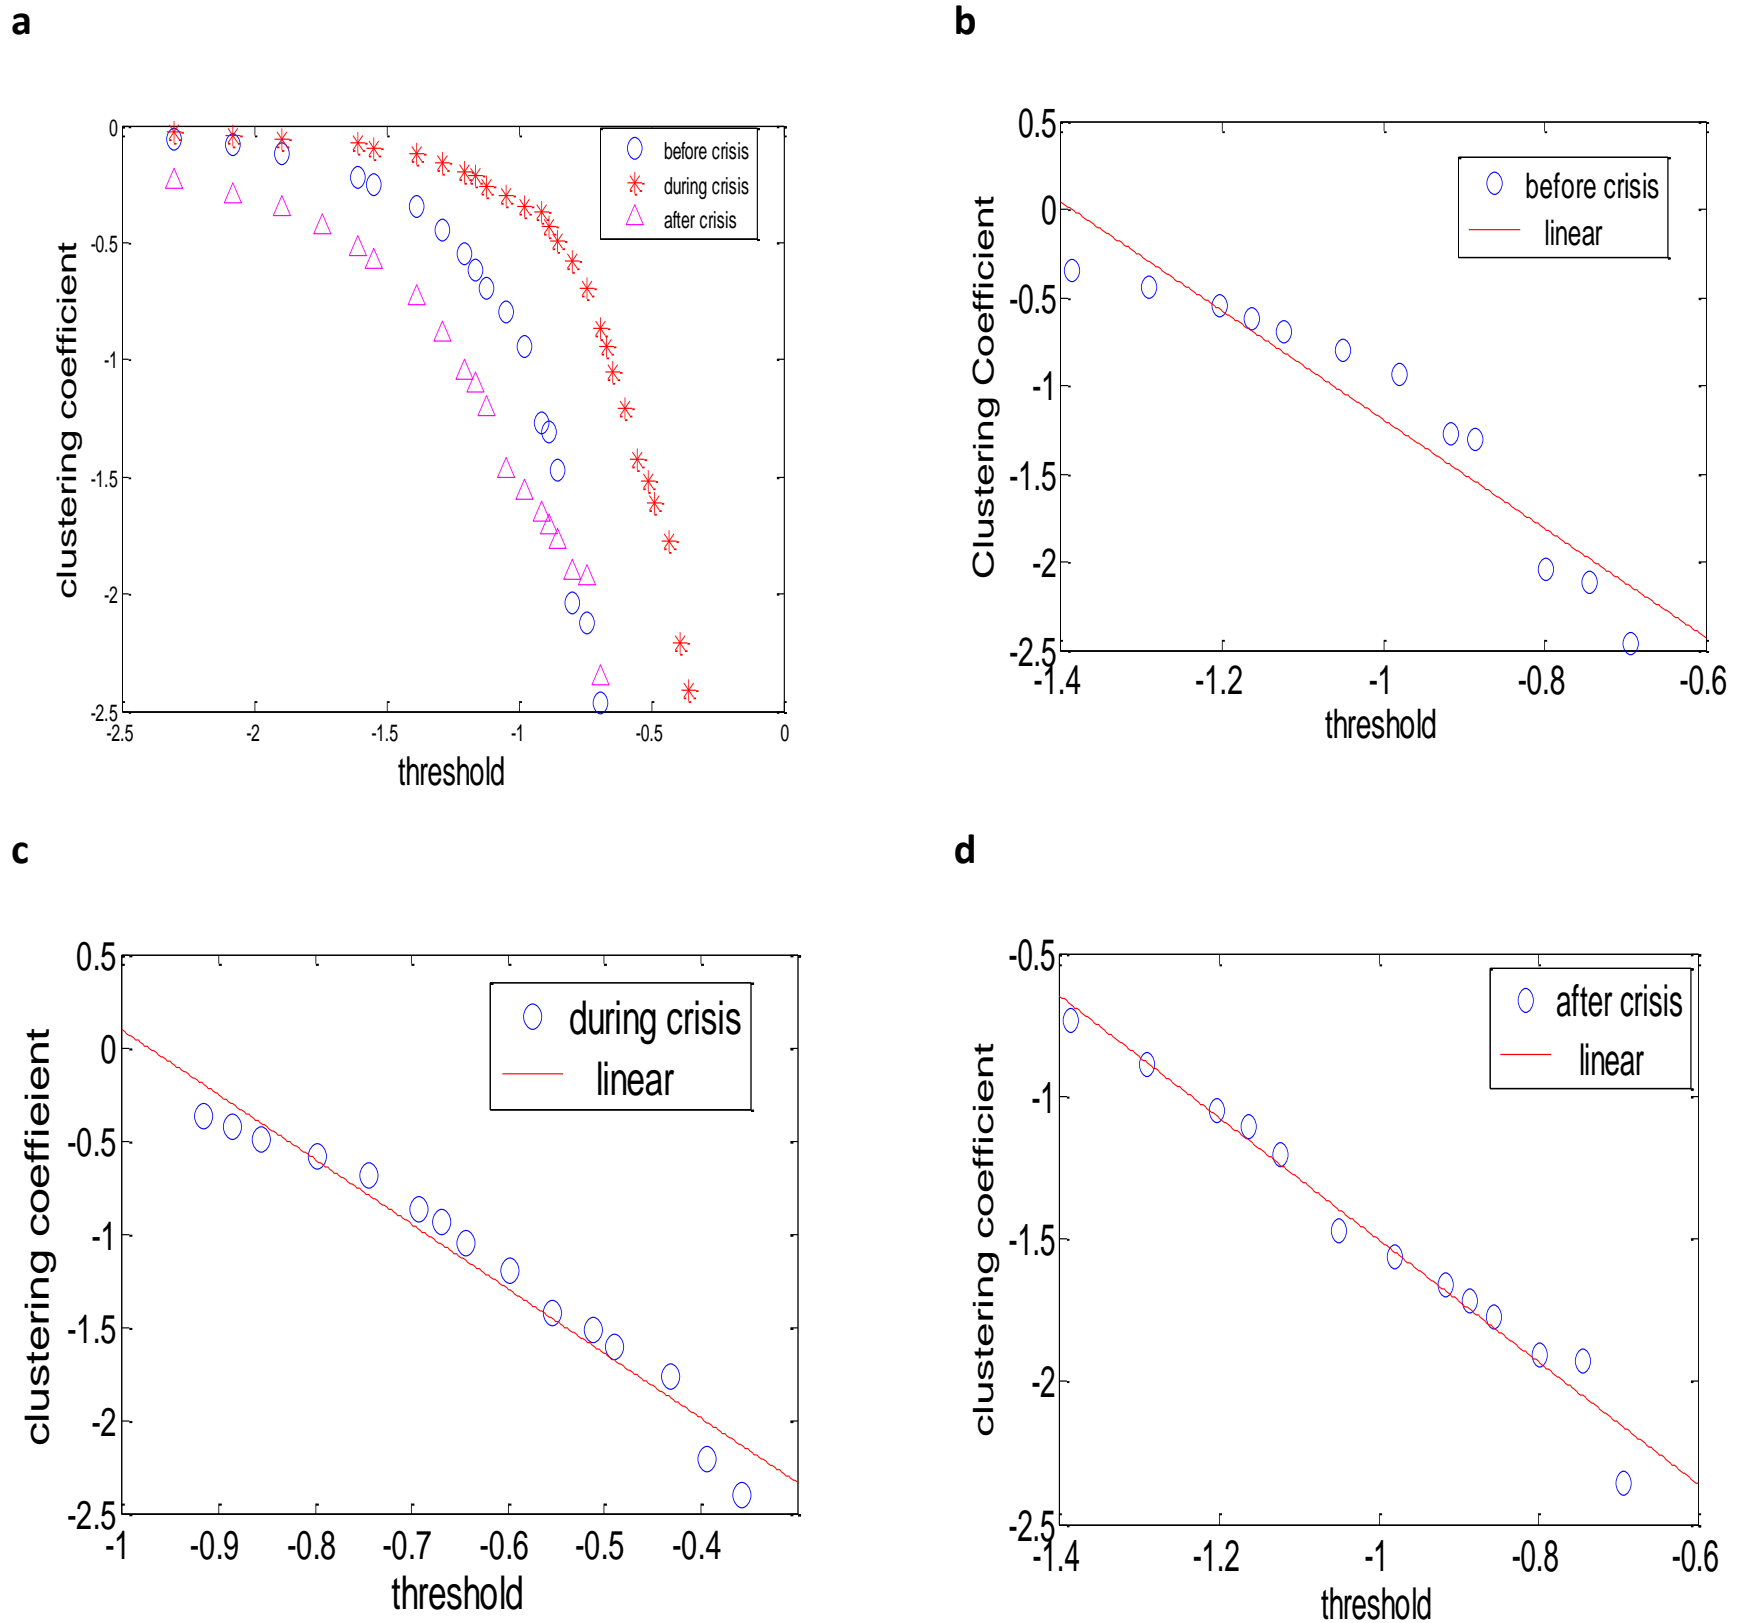 a
0
-0.5
-1
-1.5
-2
-2.5
-2.5
-2
-1.5
-1
-0.5
0
clustering coefficient
threshold
before crisis
during crisis
after crisis
b
0.5
0
-0.5
-1
-1.5
-2
-2.5
-1.4
-1.2
-1
-0.8
-0.6
Clustering Coefficient
threshold
before crisis
linear
c
0.5
0
-0.5
-1
-1.5
-2
-2.5
-1
-0.9
-0.8
-0.7
-0.6
-0.5
-0.4
clustering coeffieient
threshold
during crisis
linear
d
-0.5
-1
-1.5
-2
-2.5
-1.4
-1.2
-1
-0.8
-0.6
clustering coefficient
threshold
after crisis
linear